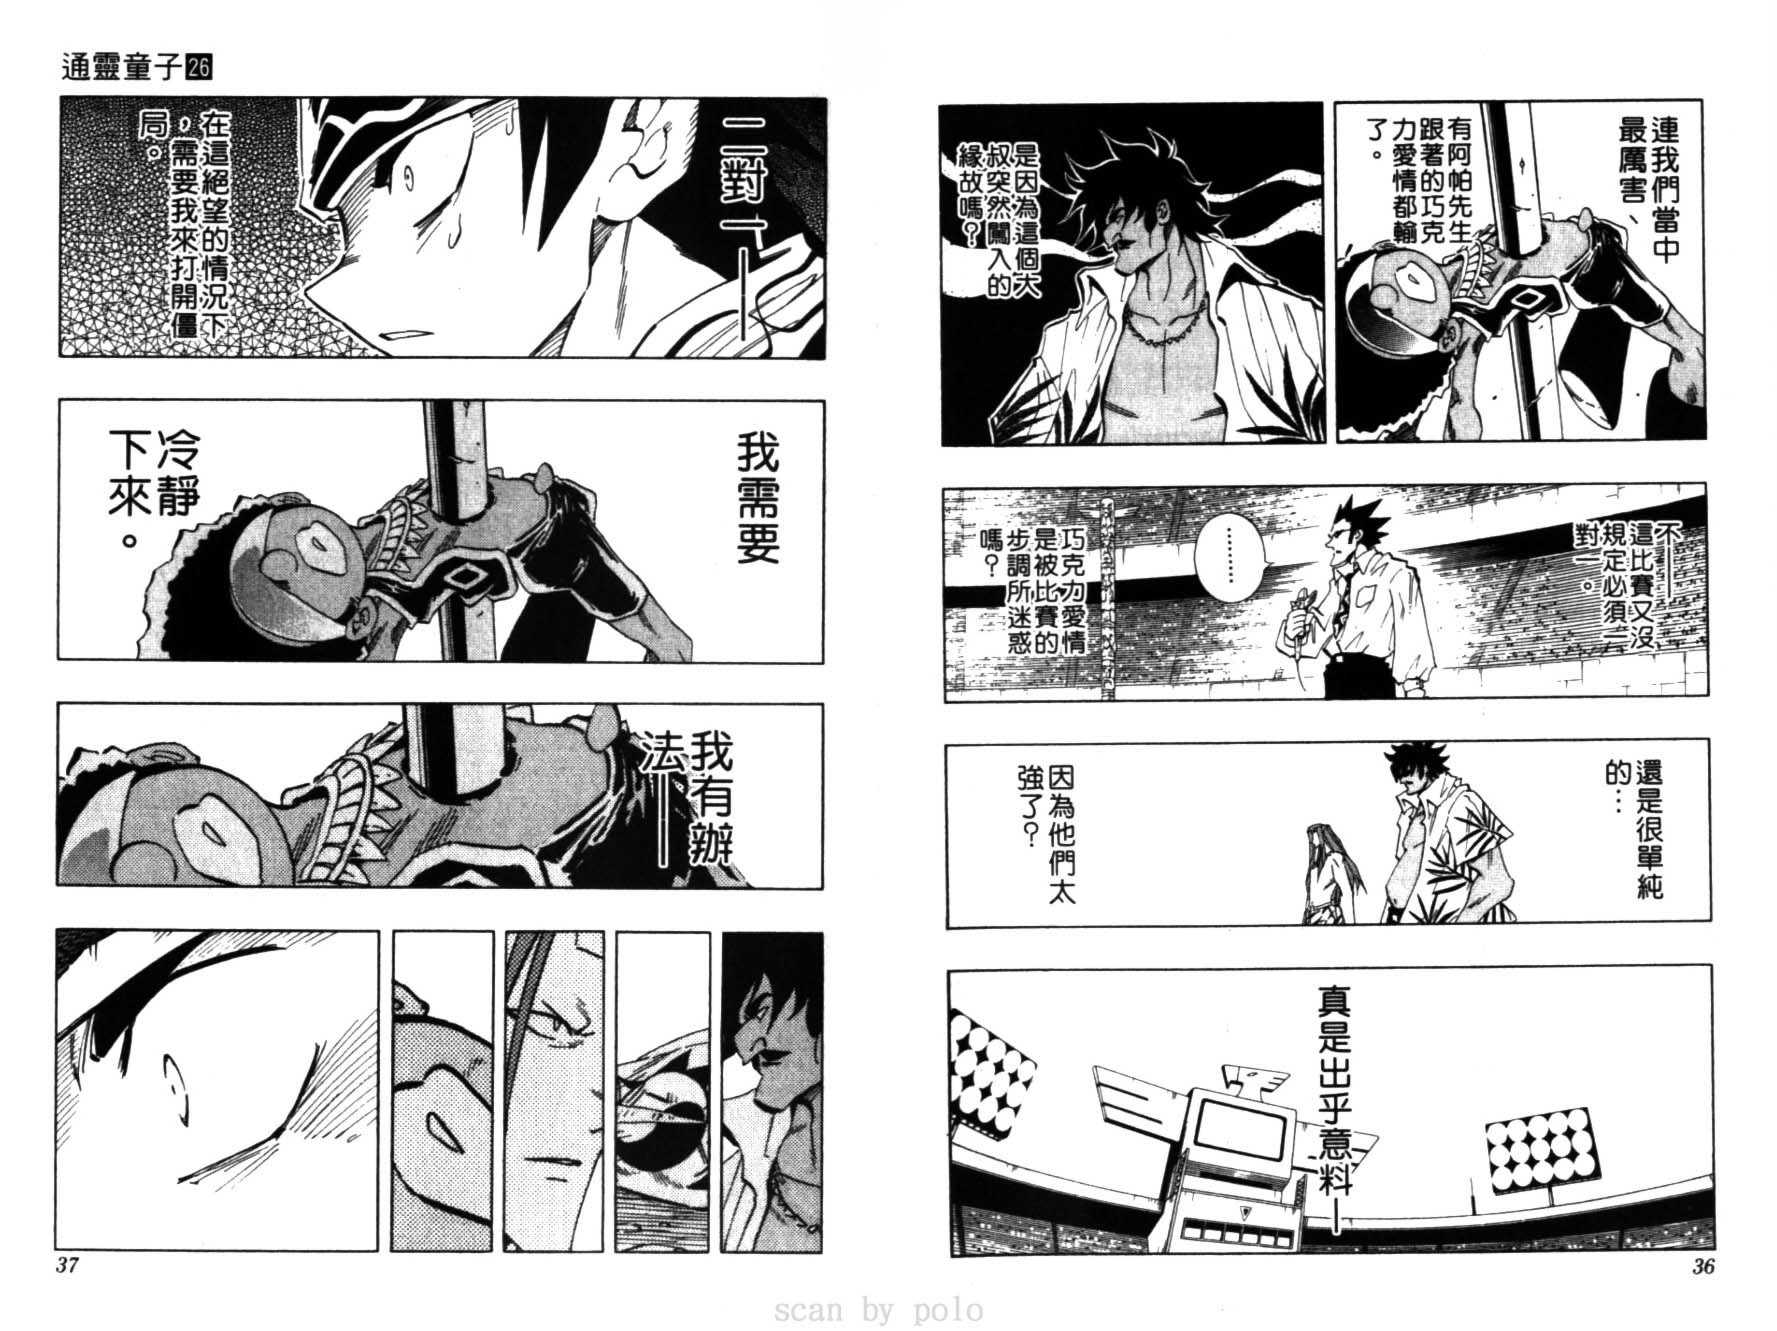 連我們當中
最厲害、
有阿帕先生
跟著的巧克
力愛情都輸
了。
是因為這個大
叔突然闖入的
緣故嗎？
不——
這比賽又沒
規定必須一
對一。
………
巧克力愛情
是被比賽的
步調所迷惑
嗎？
還是很單純
的…
因為他們太
強了？
真是出乎意料——
36
通靈童子26
二對一——
在這絕望的情況下
，需要我來打開僵
局。
我需要
冷靜
下來。
我有辦
法——
37
scan by polo